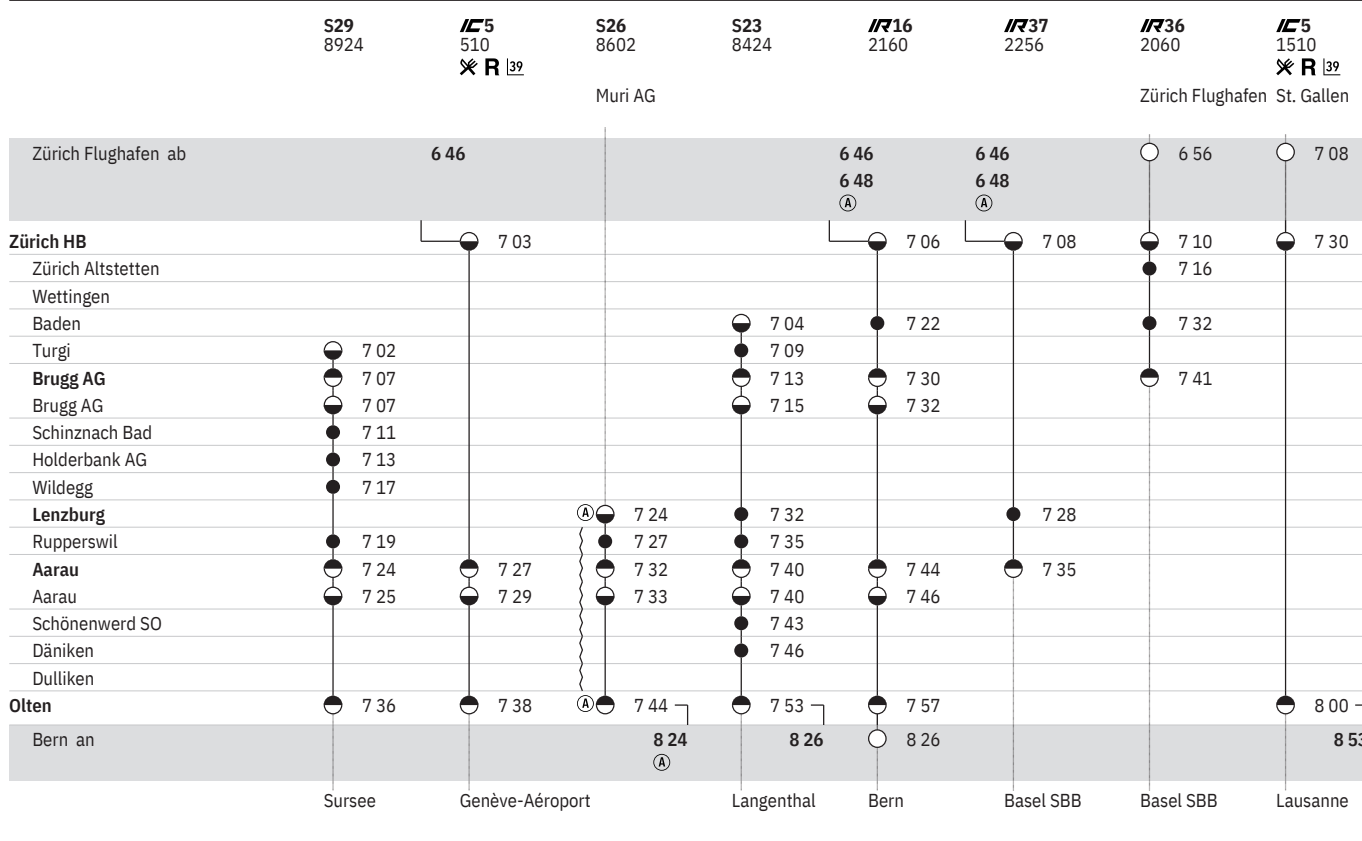 S29 IC5 S26 S23 IR16 IR37 IR36 IC5
8924 510 8602 8424 2160 2256 2060 1510
R 39 R 39
Muri AG Zürich Flughafen St. Gallen
Zürich Flughafen ab 6 46 6 46 6 46 6 56 7 08
6 48 6 48
A A
Zürich HB 7 03 7 06 7 08 7 10 7 30
Zürich Altstetten 7 16
Wettingen
Baden 7 04 7 22 7 32
Turgi 7 02 7 09
Brugg AG 7 07 7 13 7 30 7 41
Brugg AG 7 07 7 15 7 32
Schinznach Bad 7 11
Holderbank AG 7 13
Wildegg 7 17
Lenzburg A 7 24 7 32 7 28
Rupperswil 7 19 7 27 7 35
Aarau 7 24 7 27 7 32 7 40 7 44 7 35
Aarau 7 25 7 29 7 33 7 40 7 46
Schönenwerd SO 7 43
Däniken 7 46
Dulliken
Olten 7 36 7 38 A 7 44 7 53 7 57 8 00
Bern an 8 24 8 26 8 26 8 53
A
Sursee Genève-Aéroport Langenthal Bern Basel SBB Basel SBB Lausanne